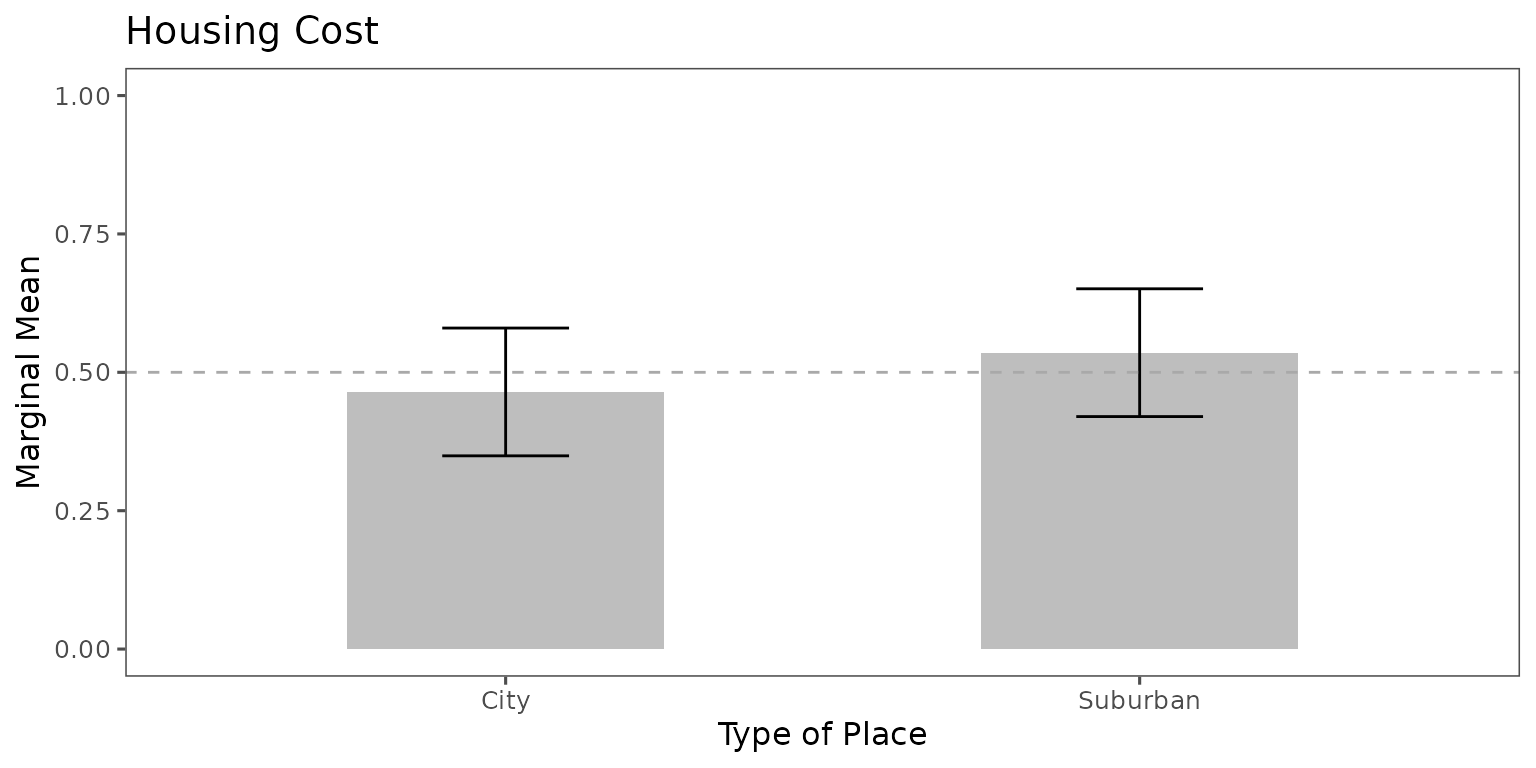 Housing Cost
Marginal Mean
1.00
0.75
0.50
0.25
0.00
City
Suburban
Type of Place